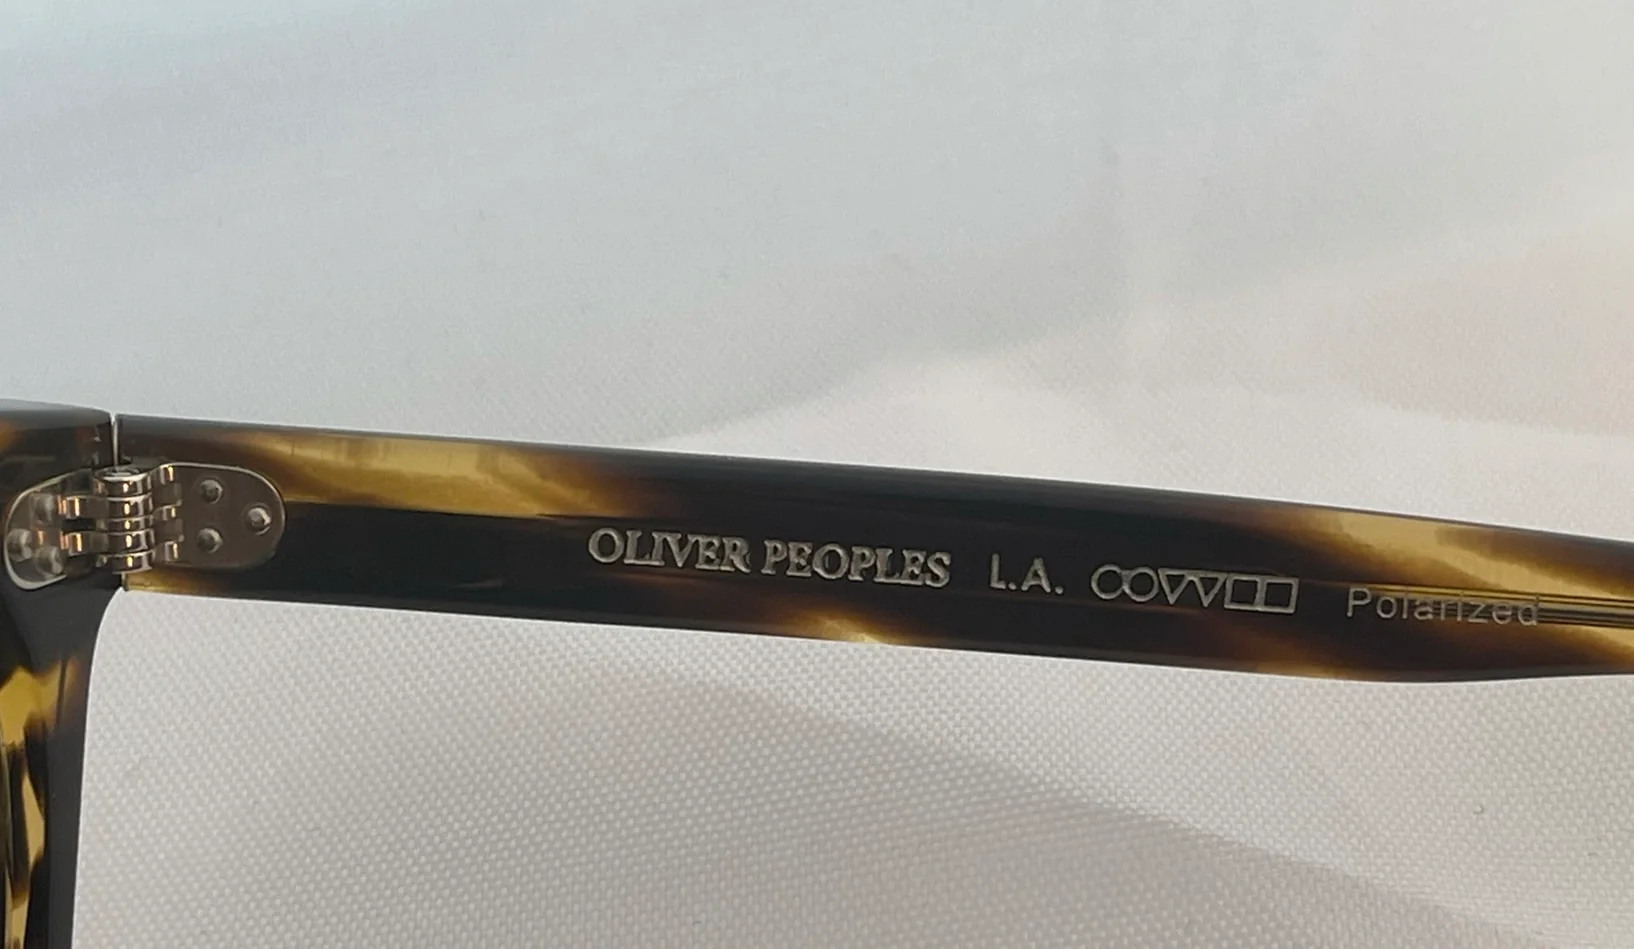 OLIVER PEOPLES L.A. Polarized